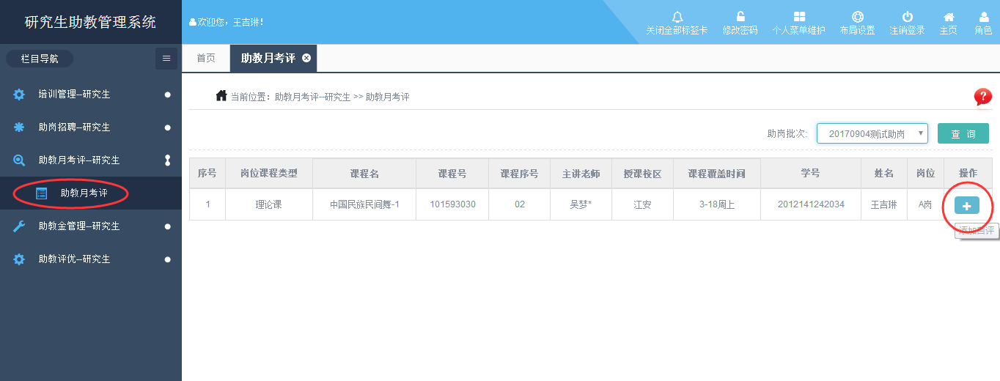 研究生助教管理系统
欢迎您，王吉琳！
关闭全部标签卡 修改密码 个人菜单维护 布局设置 注销登录 主页 角色
栏目导航
首页 助教月考评
培训管理--研究生
助岗招聘--研究生
助教月考评--研究生
助教月考评
助教金管理--研究生
助教评优--研究生
当前位置：助教月考评--研究生 >> 助教月考评
?
助岗批次: 20170904测试助岗 查 询
序号 岗位课程类型 课程名 课程号 课程序号 主讲老师 授课校区 课程覆盖时间 学号 姓名 岗位 操作
1 理论课 中国民族民间舞-1 101593030 02 吴梦* 江安 3-18周上 2012141242034 王吉琳 A岗
添加自评